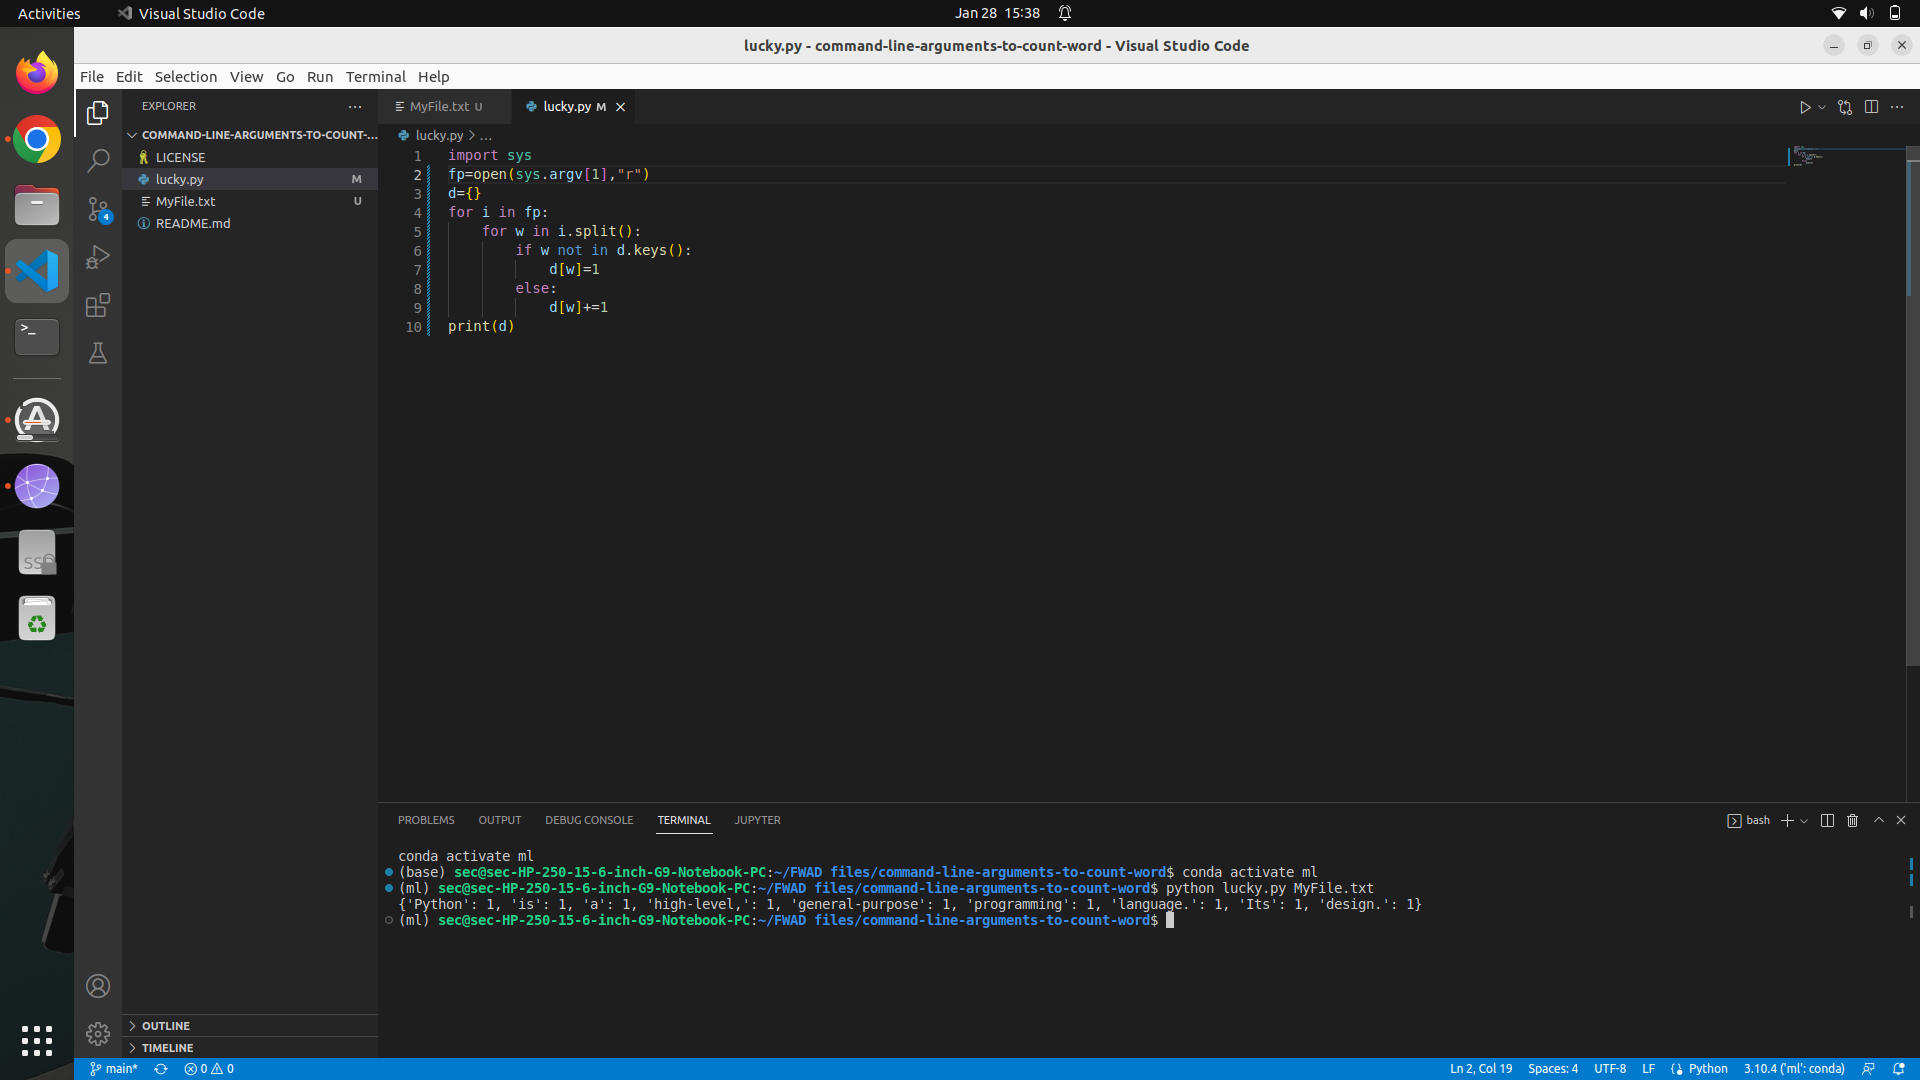 Activities
Visual Studio Code
Jan 28 15:38
lucky.py - command-line-arguments-to-count-word - Visual Studio Code
File Edit Selection View Go Run Terminal Help
EXPLORER
COMMAND-LINE-ARGUMENTS-TO-COUNT-...
LICENSE
lucky.py M
MyFile.txt U
README.md
4
OUTLINE
TIMELINE
MyFile.txt U
lucky.py M
lucky.py > ...
1 import sys
2 fp=open(sys.argv[1],"r")
3 d={}
4 for i in fp:
5 for w in i.split():
6 if w not in d.keys():
7 d[w]=1
8 else:
9 d[w]+=1
10 print(d)
PROBLEMS OUTPUT DEBUG CONSOLE TERMINAL JUPYTER
bash
conda activate ml
(base) sec@sec-HP-250-15-6-inch-G9-Notebook-PC:~/FWAD files/command-line-arguments-to-count-word$ conda activate ml
(ml) sec@sec-HP-250-15-6-inch-G9-Notebook-PC:~/FWAD files/command-line-arguments-to-count-word$ python lucky.py MyFile.txt
{'Python': 1, 'is': 1, 'a': 1, 'high-level,': 1, 'general-purpose': 1, 'programming': 1, 'language.': 1, 'Its': 1, 'design.': 1}
(ml) sec@sec-HP-250-15-6-inch-G9-Notebook-PC:~/FWAD files/command-line-arguments-to-count-word$
main* 0 0
Ln 2, Col 19 Spaces: 4 UTF-8 LF Python 3.10.4 ('ml': conda)
SS